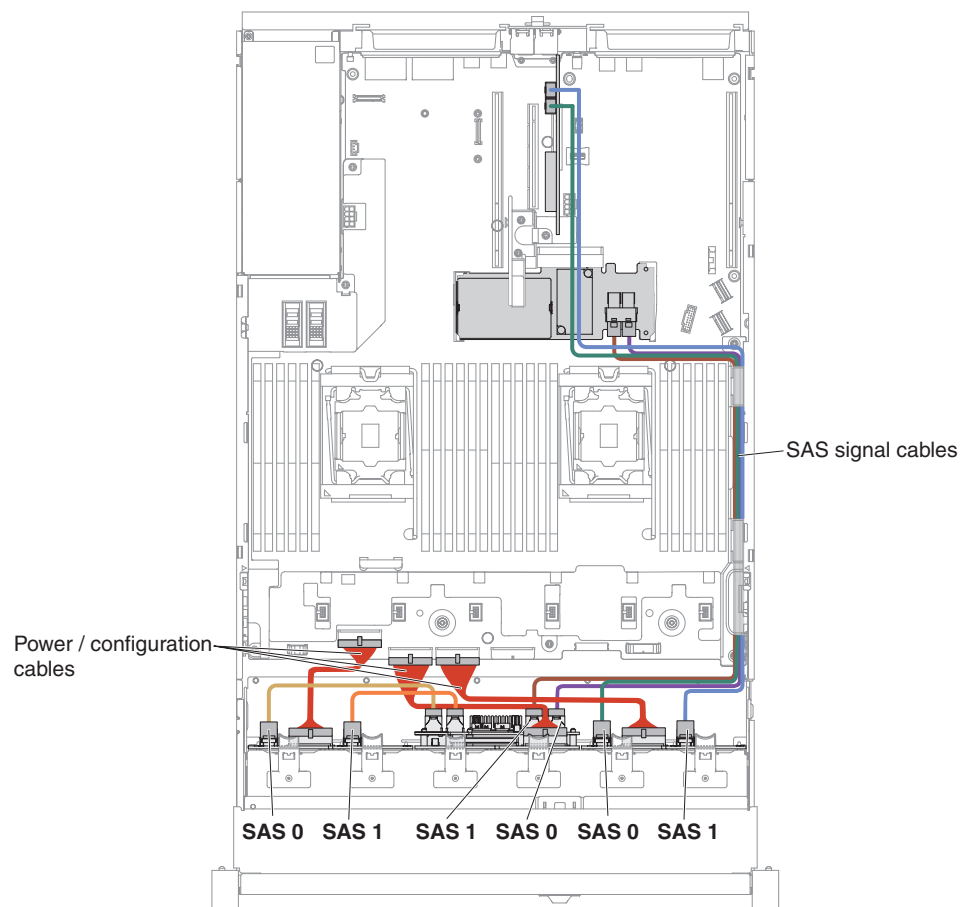 SAS signal cables
Power / configuration
cables
SAS 0 SAS 1 SAS 1 SAS 0 SAS 0 SAS 1